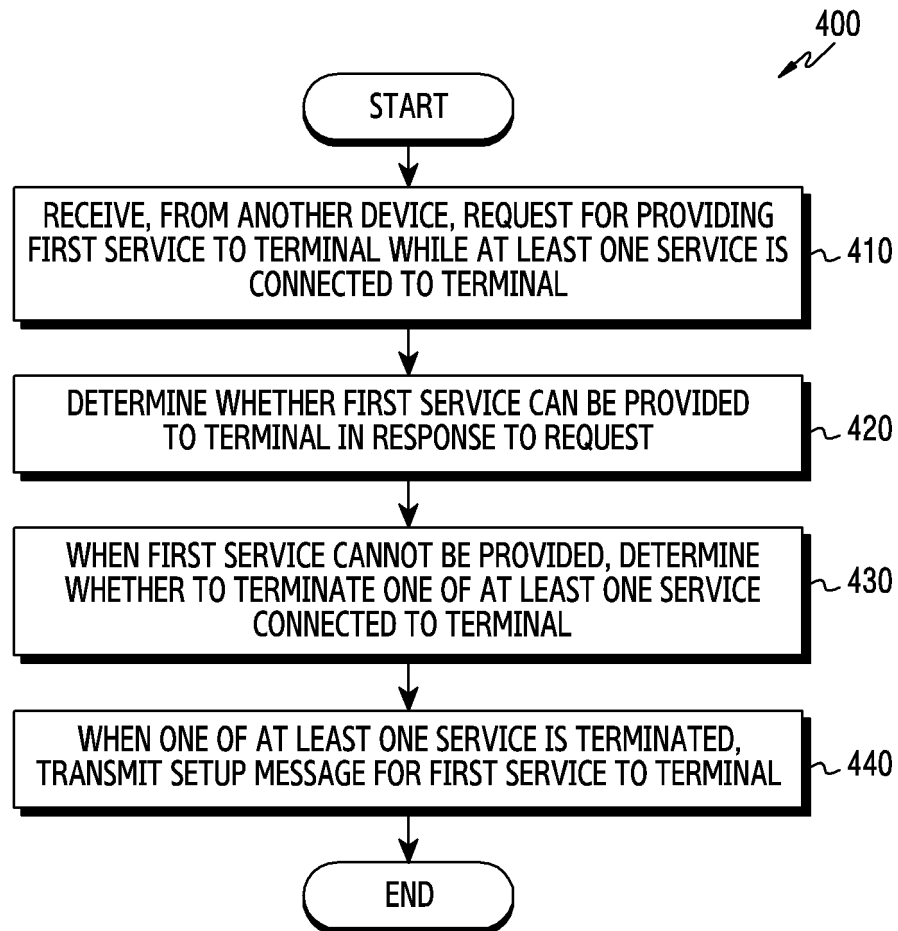 400
START
RECEIVE, FROM ANOTHER DEVICE, REQUEST FOR PROVIDING
FIRST SERVICE TO TERMINAL WHILE AT LEAST ONE SERVICE IS
CONNECTED TO TERMINAL
410
DETERMINE WHETHER FIRST SERVICE CAN BE PROVIDED
TO TERMINAL IN RESPONSE TO REQUEST
420
WHEN FIRST SERVICE CANNOT BE PROVIDED, DETERMINE
WHETHER TO TERMINATE ONE OF AT LEAST ONE SERVICE
CONNECTED TO TERMINAL
430
WHEN ONE OF AT LEAST ONE SERVICE IS TERMINATED,
TRANSMIT SETUP MESSAGE FOR FIRST SERVICE TO TERMINAL
440
END